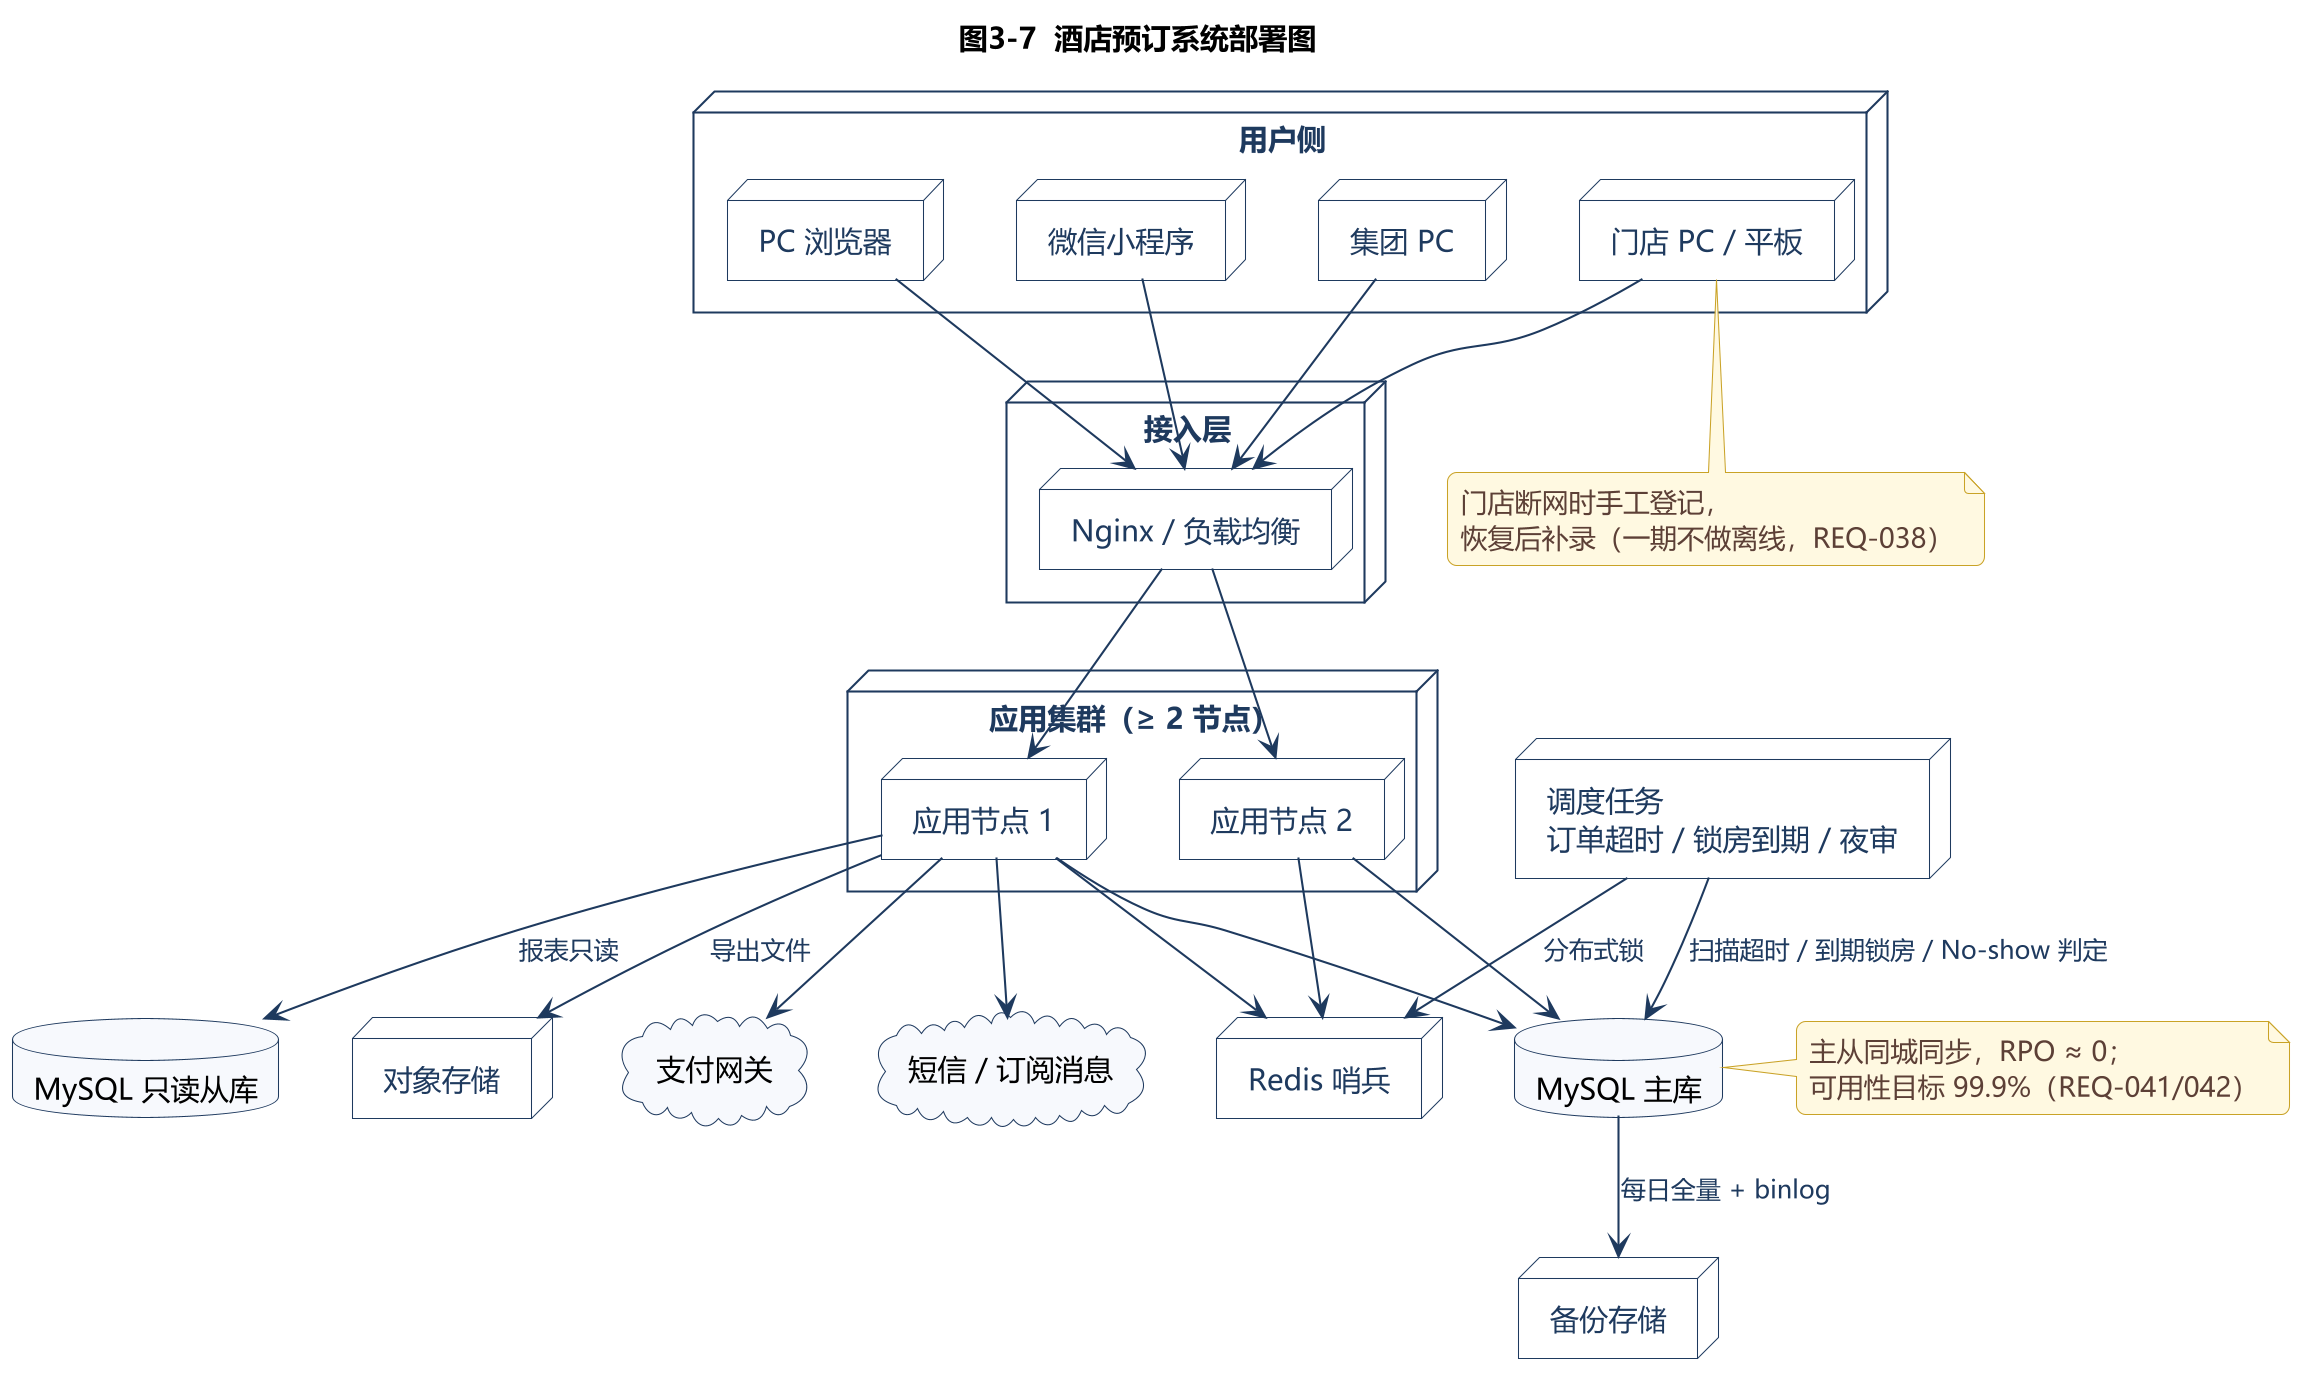 图3-7 酒店预订系统部署图
用户侧
PC 浏览器
微信小程序
集团 PC
门店 PC / 平板
接入层
Nginx / 负载均衡
门店断网时手工登记，
恢复后补录（一期不做离线，REQ-038）
应用集群（≥ 2 节点）
应用节点 1
应用节点 2
调度任务
订单超时 / 锁房到期 / 夜审
报表只读
导出文件
分布式锁
扫描超时 / 到期锁房 / No-show 判定
MySQL 只读从库
对象存储
支付网关
短信 / 订阅消息
Redis 哨兵
MySQL 主库
主从同城同步，RPO ≈ 0；
可用性目标 99.9%（REQ-041/042）
每日全量 + binlog
备份存储